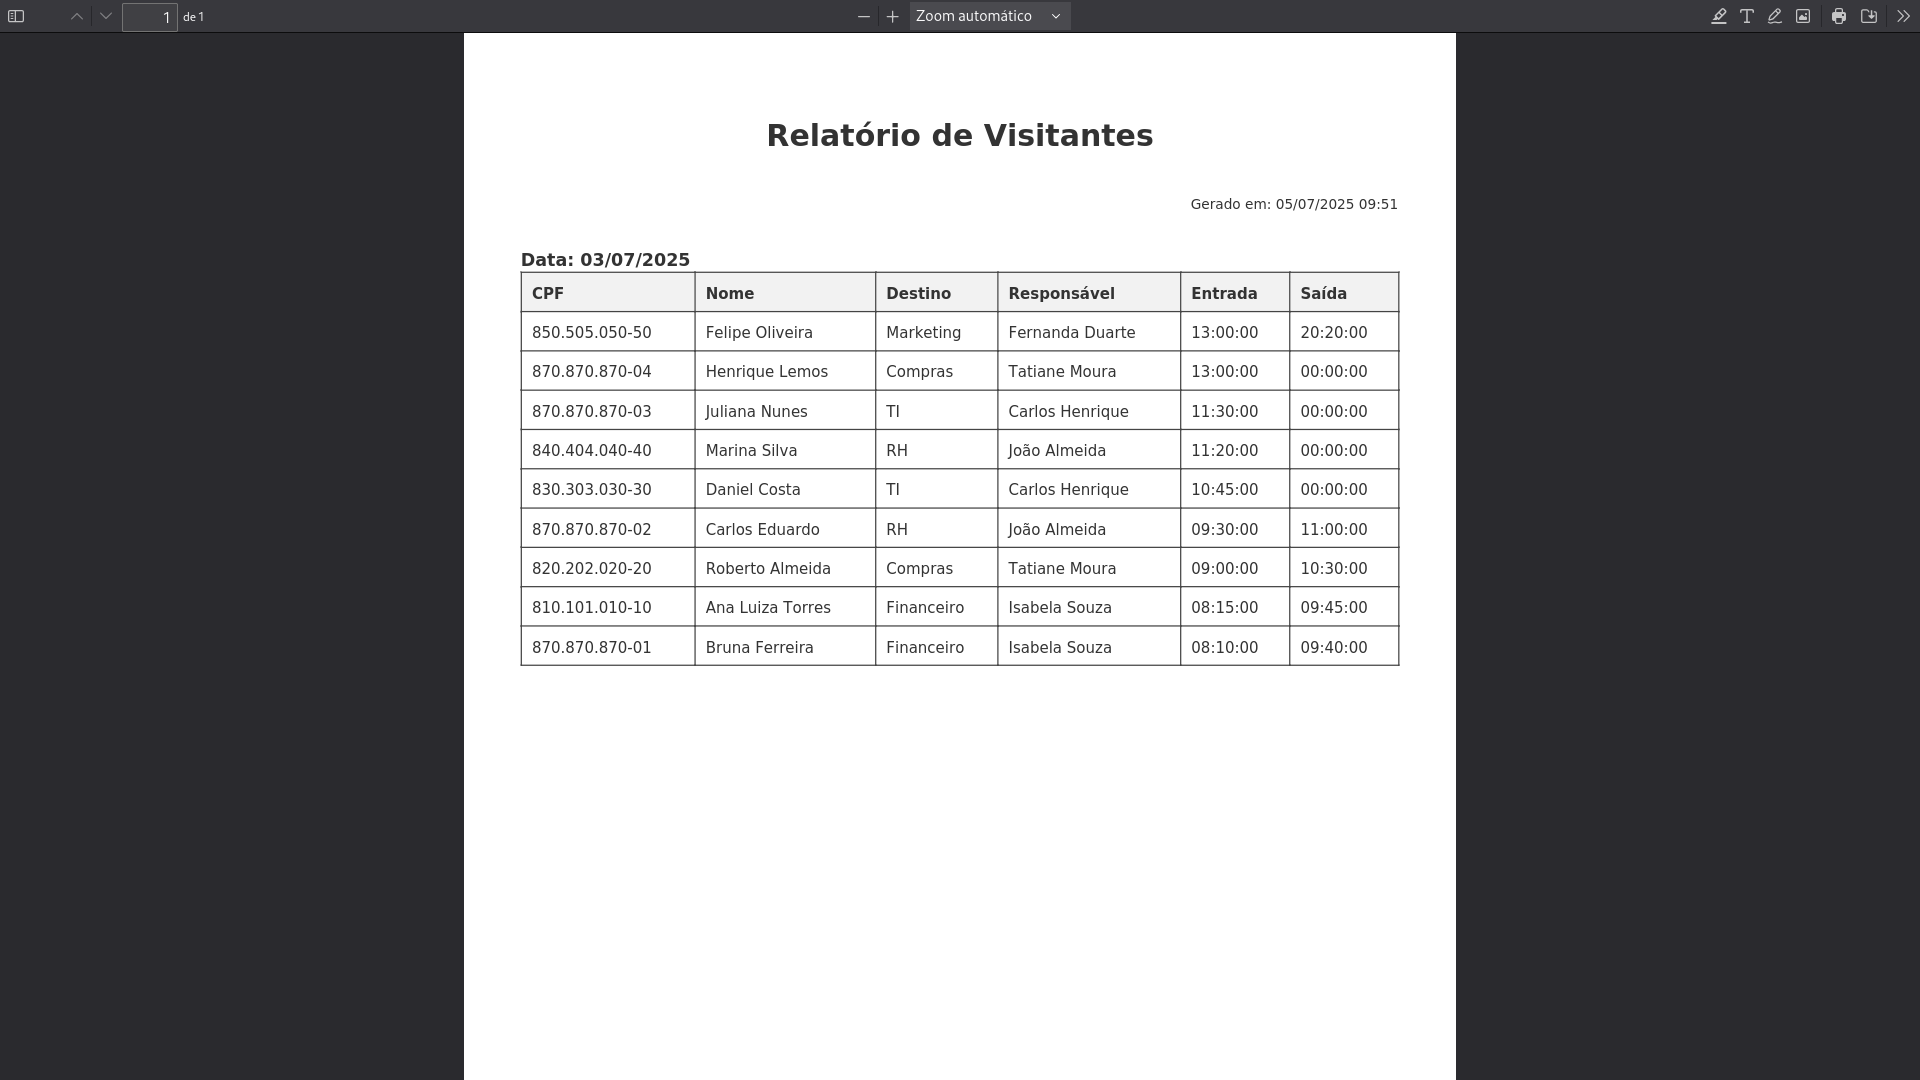 1 de 1 Zoom automático
Relatório de Visitantes
Gerado em: 05/07/2025 09:51
Data: 03/07/2025
CPF Nome Destino Responsável Entrada Saída
850.505.050-50 Felipe Oliveira Marketing Fernanda Duarte 13:00:00 20:20:00
870.870.870-04 Henrique Lemos Compras Tatiane Moura 13:00:00 00:00:00
870.870.870-03 Juliana Nunes TI Carlos Henrique 11:30:00 00:00:00
840.404.040-40 Marina Silva RH João Almeida 11:20:00 00:00:00
830.303.030-30 Daniel Costa TI Carlos Henrique 10:45:00 00:00:00
870.870.870-02 Carlos Eduardo RH João Almeida 09:30:00 11:00:00
820.202.020-20 Roberto Almeida Compras Tatiane Moura 09:00:00 10:30:00
810.101.010-10 Ana Luiza Torres Financeiro Isabela Souza 08:15:00 09:45:00
870.870.870-01 Bruna Ferreira Financeiro Isabela Souza 08:10:00 09:40:00